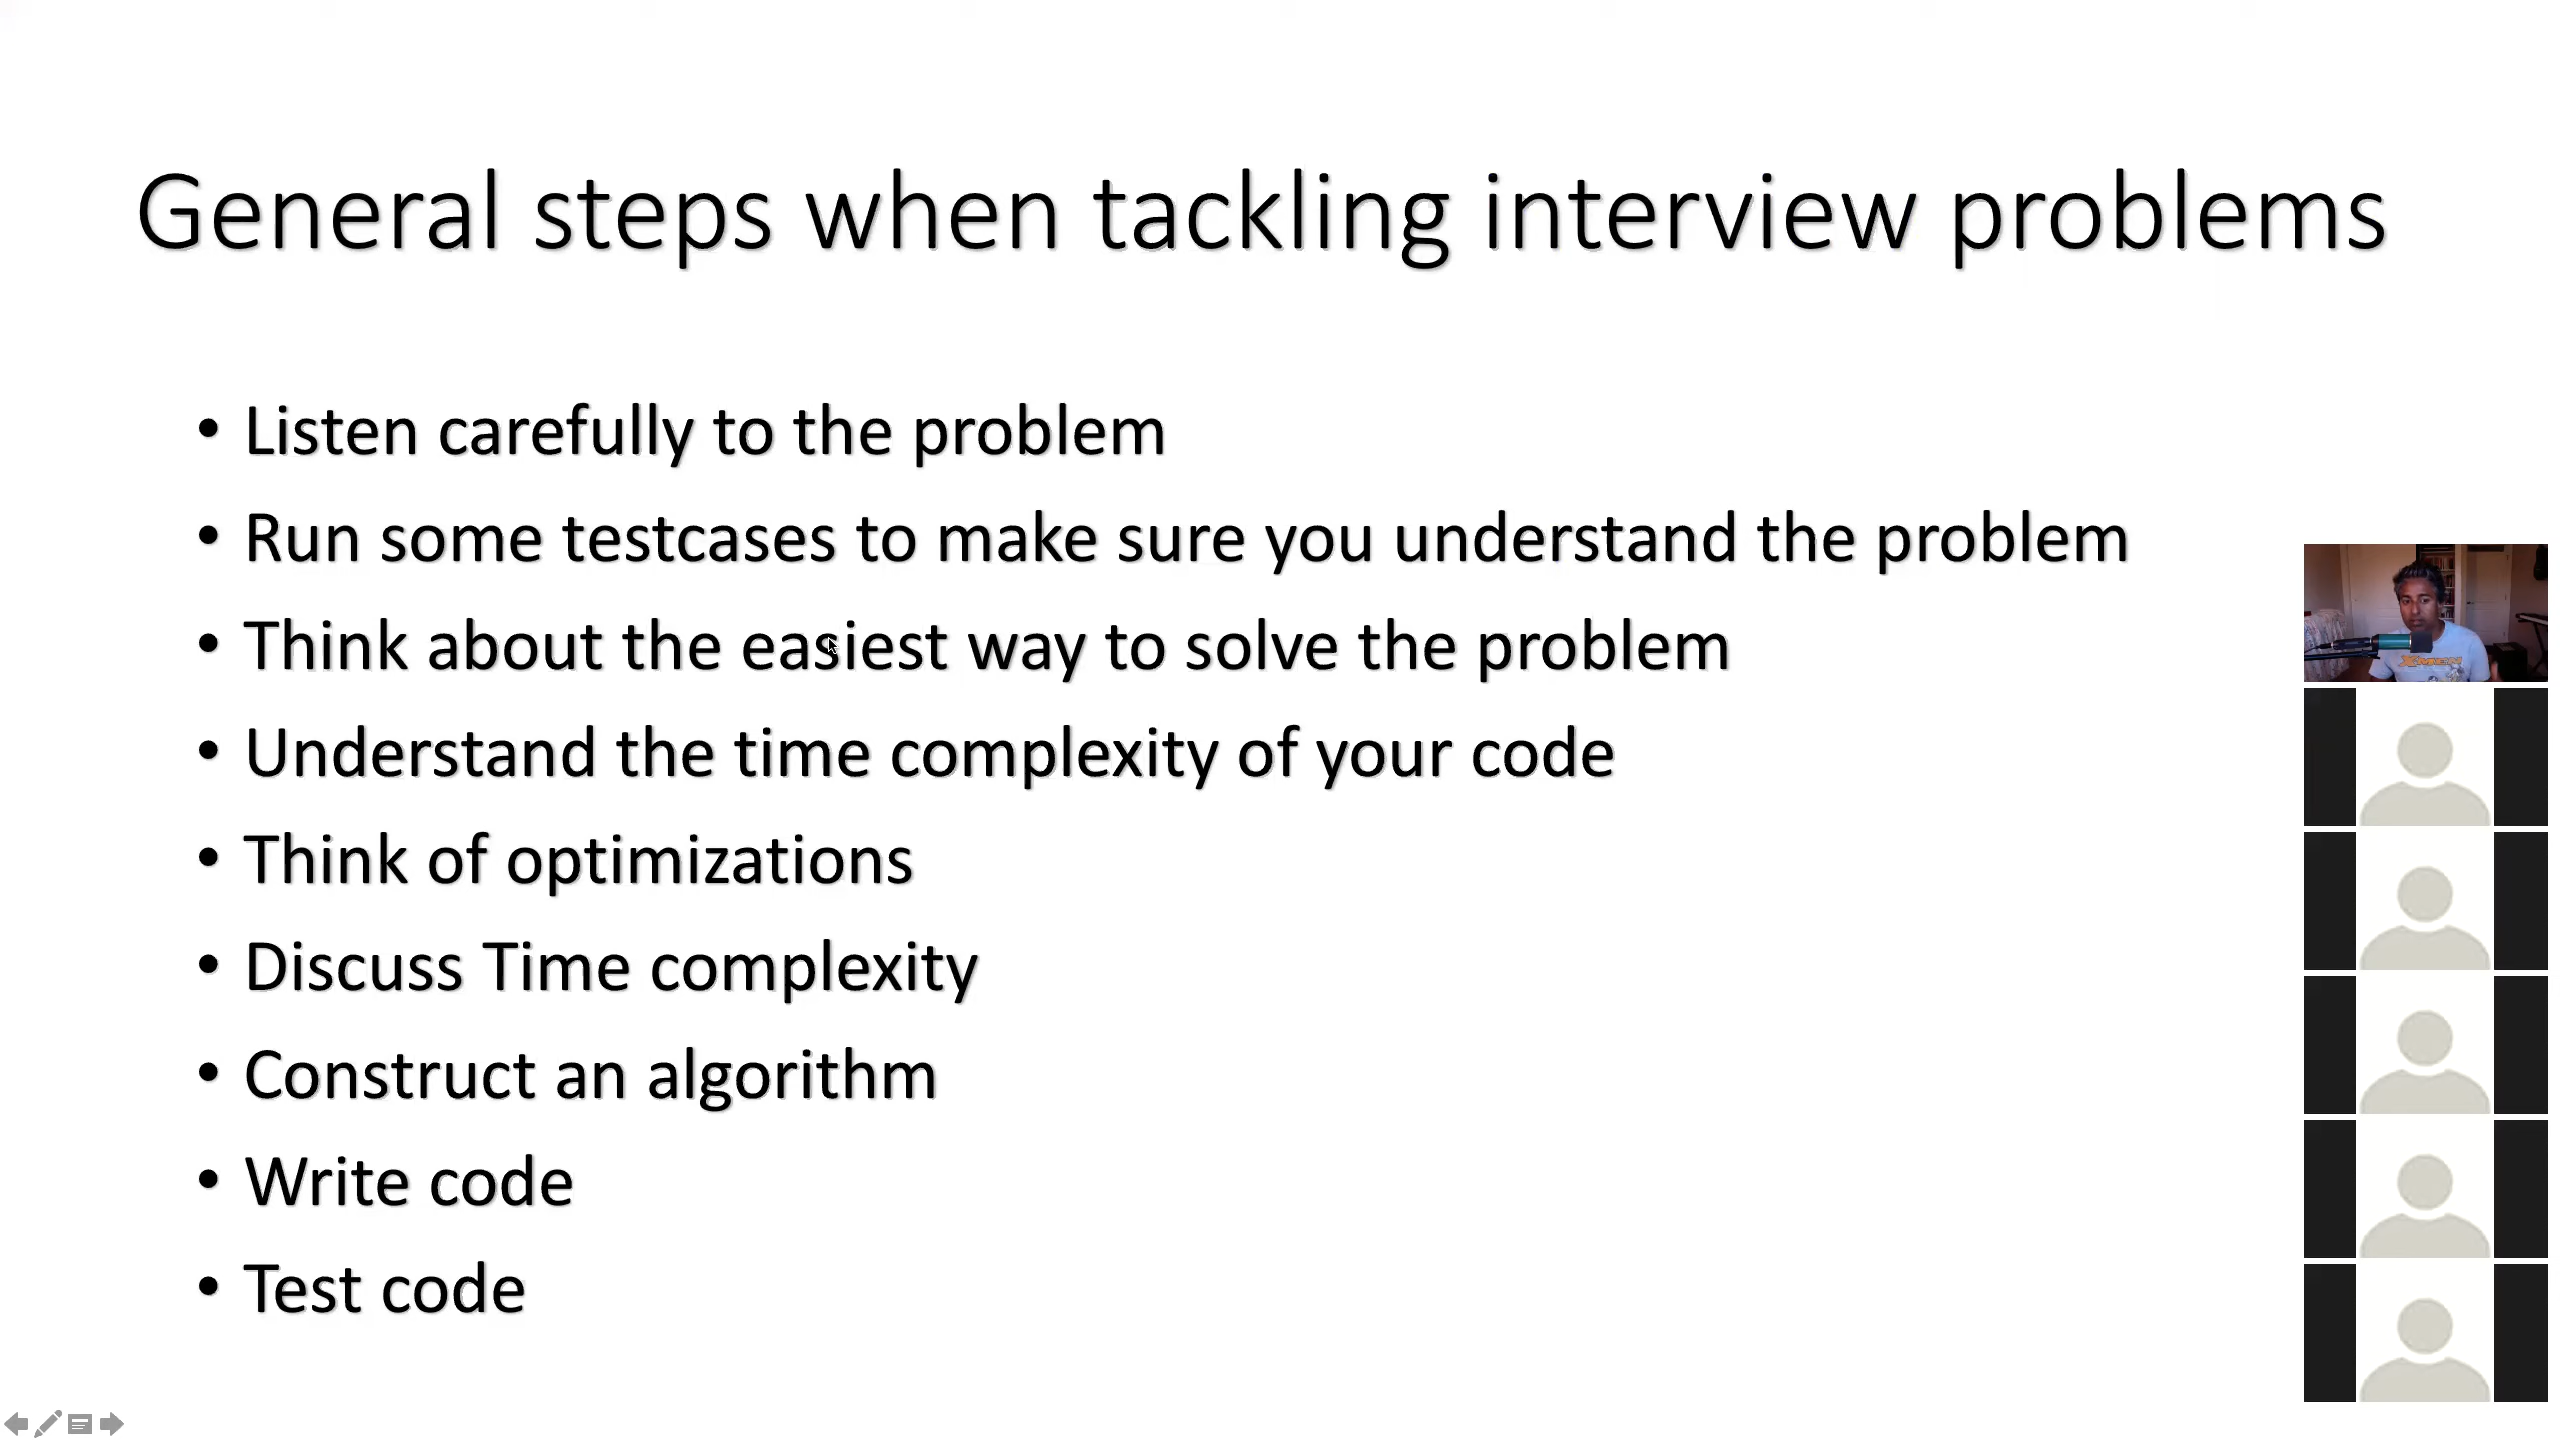 General steps when tackling interview problems
• Listen carefully to the problem
• Run some testcases to make sure you understand the problem
• Think about the easiest way to solve the problem
• Understand the time complexity of your code
• Think of optimizations
• Discuss Time complexity
• Construct an algorithm
• Write code
• Test code
X-MEN